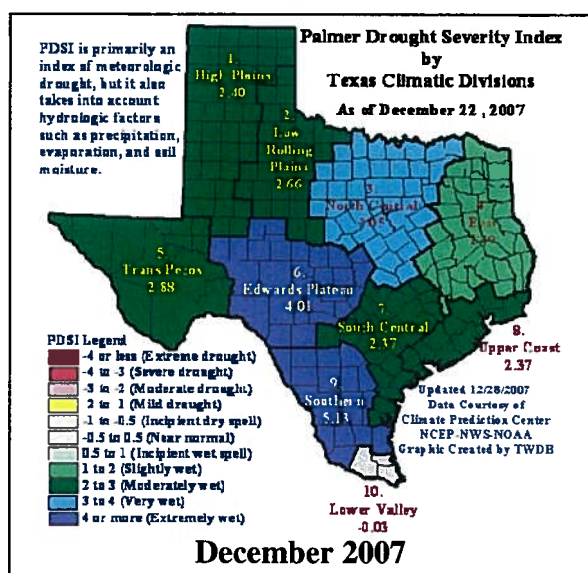 PDSI is primarily an
index of meteorologic
drought, but it also
takes into account
hydrologic factors
such as precipitation,
evaporation, and soil
moisture.
Palmer Drought Severity Index
by
Texas Climatic Divisions
As of December 22 , 2007
1.
High Plains
2.40
2.
Low
Rolling
Plains
2.66
3.
North Central
4.
East
5.
Trans Pecos
2.88
6.
Edwards Plateau
4.01
7.
South Central
2.37
8.
Upper Coast
2.37
9.
Southern
5.13
10.
Lower Valley
-0.03
PDSI Legend
-4 or less (Extreme drought)
-4 to -3 (Severe drought)
-3 to -2 (Moderate drought)
2 to 1 (Mild drought)
-1 to -0.5 (Incipient dry spell)
-0.5 to 0.5 (Near normal)
0.5 to 1 (Incipient wet spell)
1 to 2 (Slightly wet)
2 to 3 (Moderately wet)
3 to 4 (Very wet)
4 or more (Extremely wet)
Updated 12/28/2007
Data Courtesy of
Climate Prediction Center
NCEP-NWS-NOAA
Graphic Created by TWDB
December 2007